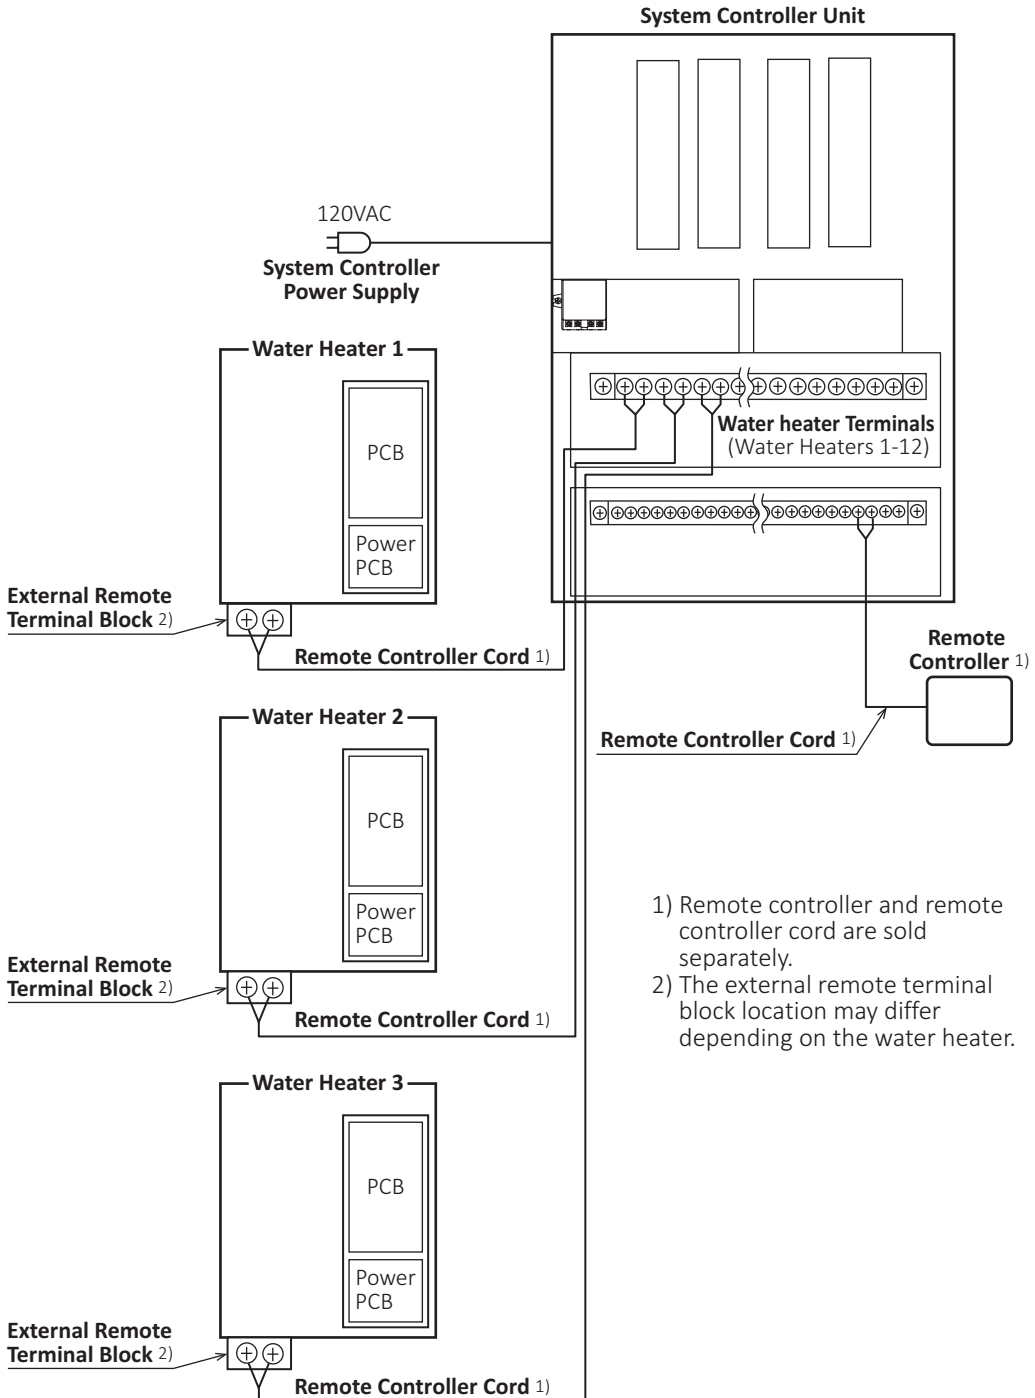 System Controller Unit
120VAC
System Controller
Power Supply
Water Heater 1
PCB
Power
PCB
Water heater Terminals
(Water Heaters 1-12)
External Remote
Terminal Block 2)
Remote Controller Cord 1)
Remote
Controller 1)
Remote Controller Cord 1)
Water Heater 2
PCB
Power
PCB
External Remote
Terminal Block 2)
Remote Controller Cord 1)
1) Remote controller and remote
controller cord are sold
separately.
2) The external remote terminal
block location may differ
depending on the water heater.
Water Heater 3
PCB
Power
PCB
External Remote
Terminal Block 2)
Remote Controller Cord 1)